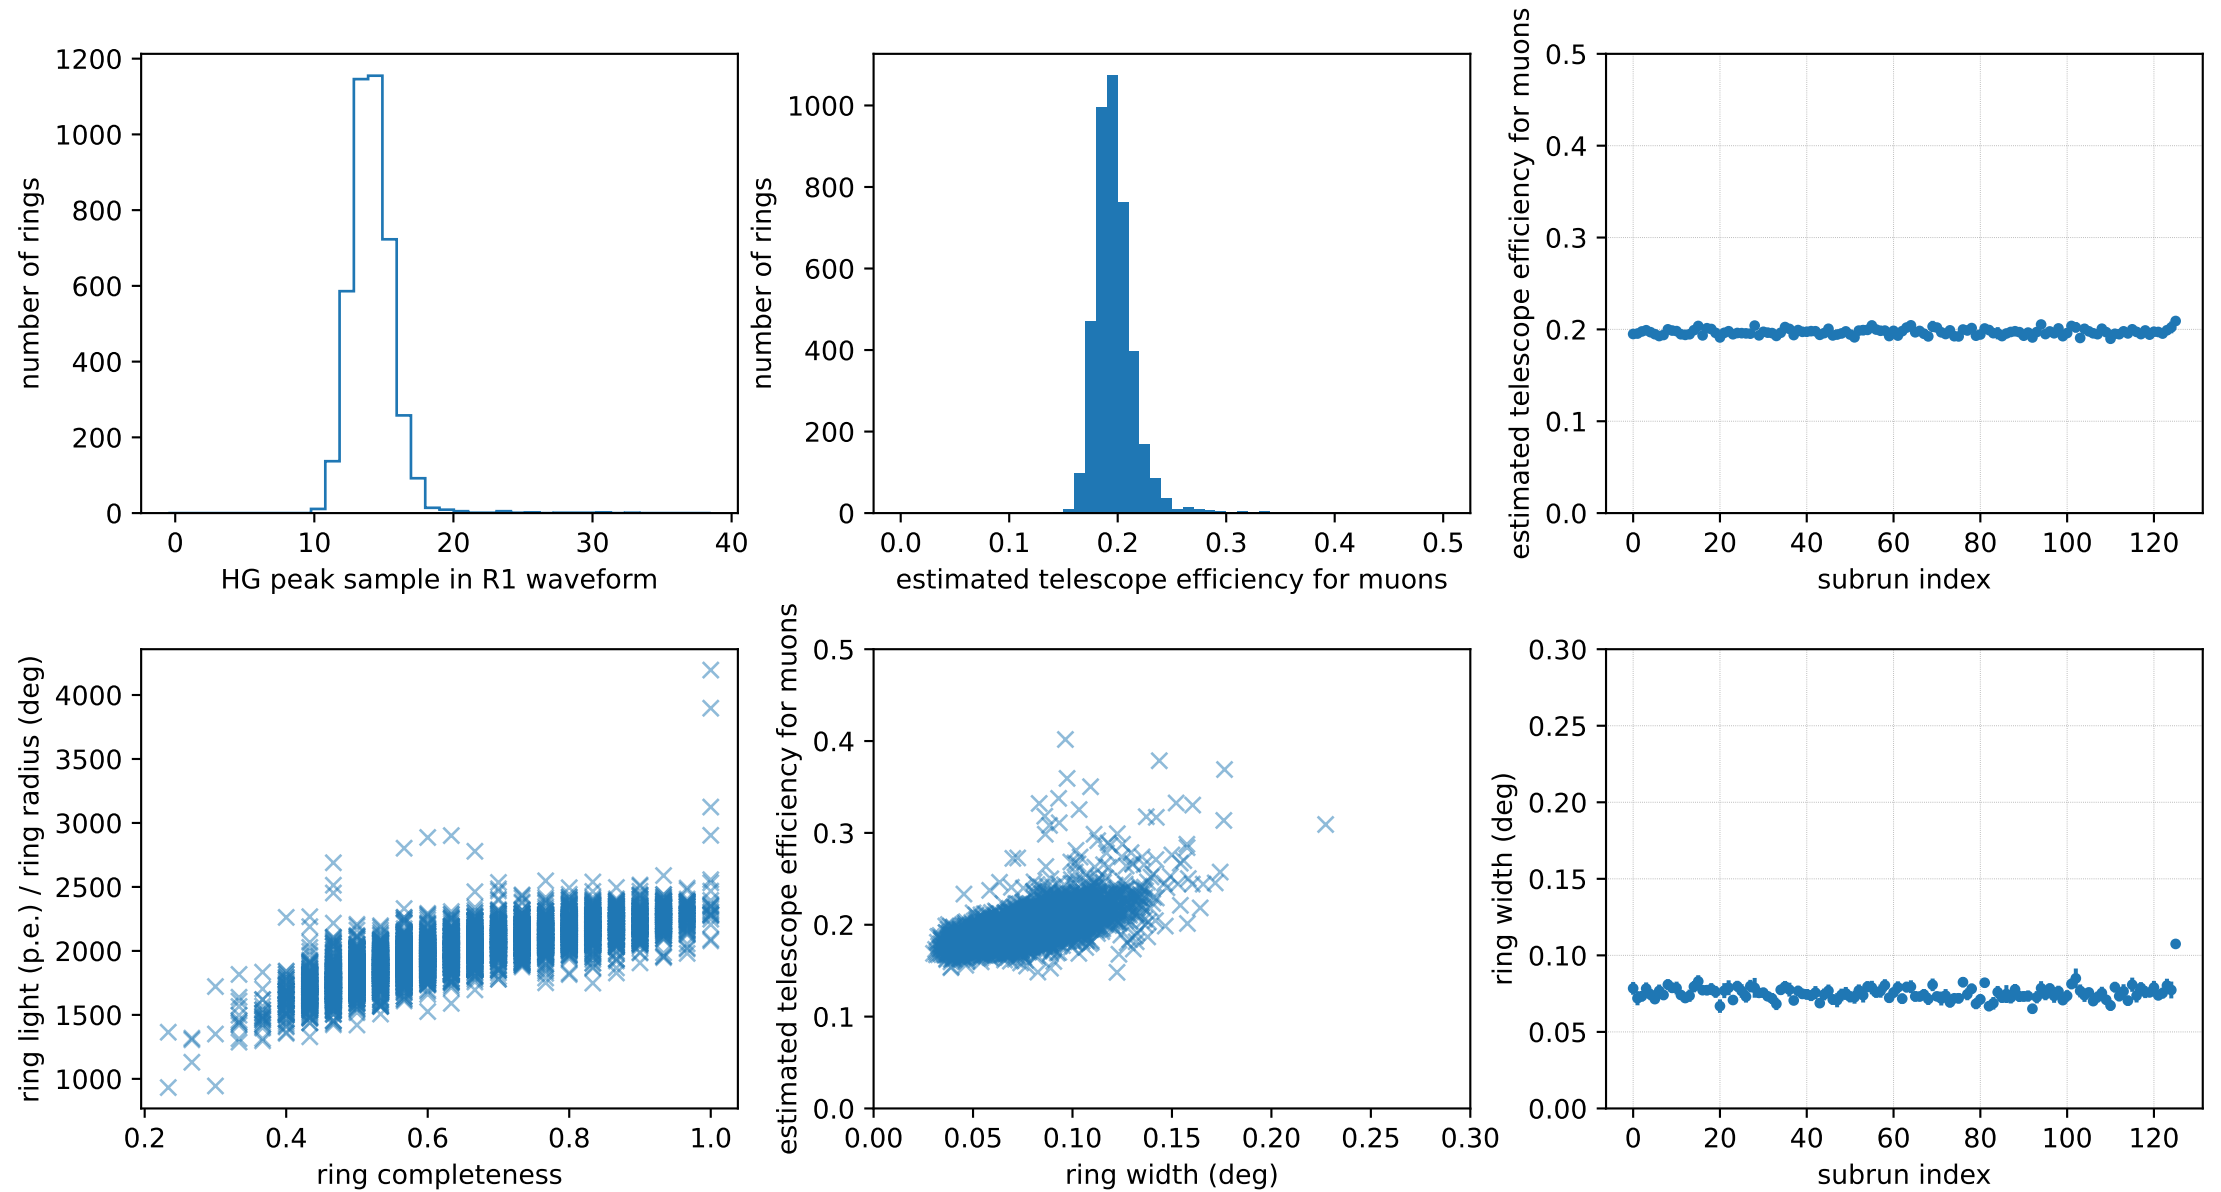 number of rings
1200
1000
800
600
400
200
0
0 10 20 30 40
HG peak sample in R1 waveform
number of rings
1000
800
600
400
200
0
0.0 0.1 0.2 0.3 0.4 0.5
estimated telescope efficiency for muons
estimated telescope efficiency for muons
0.5
0.4
0.3
0.2
0.1
0.0
0 20 40 60 80 100 120
subrun index
ring light (p.e.) / ring radius (deg)
4000
3500
3000
2500
2000
1500
1000
0.2 0.4 0.6 0.8 1.0
ring completeness
estimated telescope efficiency for muons
0.5
0.4
0.3
0.2
0.1
0.0
0.00 0.05 0.10 0.15 0.20 0.25 0.30
ring width (deg)
ring width (deg)
0.30
0.25
0.20
0.15
0.10
0.05
0.00
0 20 40 60 80 100 120
subrun index